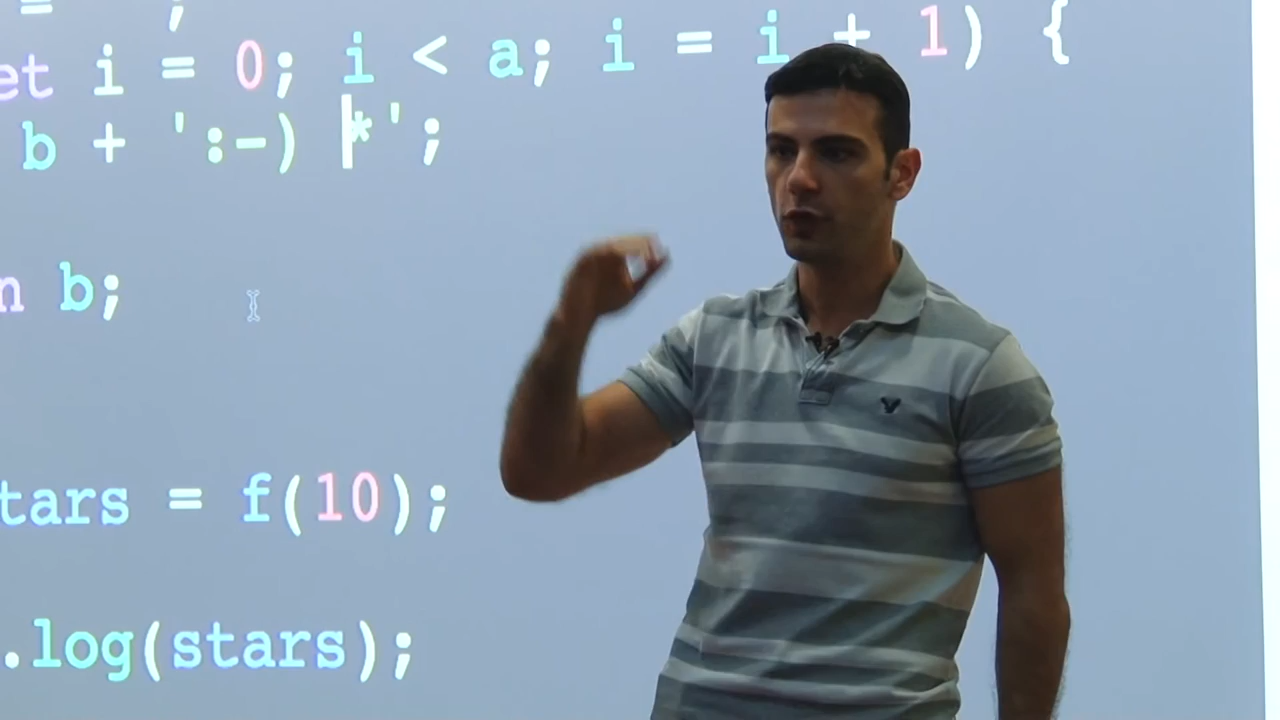 = ;
et i = 0; i < a; i = i + 1) {
b + ':-) *';
n b;
tars = f(10);
.log(stars);